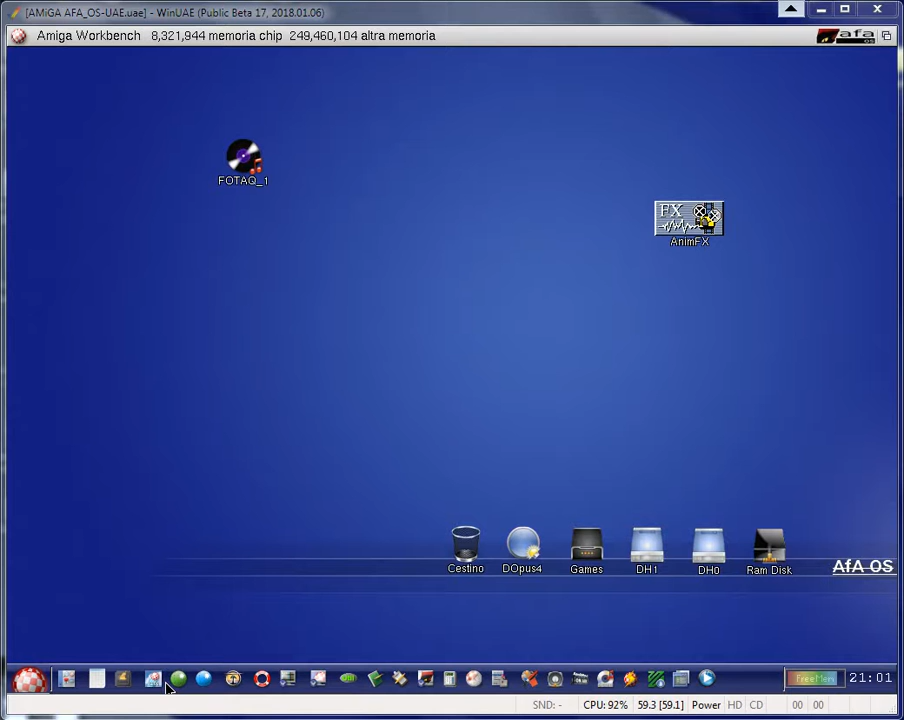 [AMiGA AFA_OS-UAE.uae] - WinUAE (Public Beta 17, 2018.01.06)
Amiga Workbench 8,321,944 memoria chip 249,460,104 altra memoria
afa
OS
FOTAQ_1
FX
AnimFX
Cestino
DOpus4
Games
DH1
DH0
Ram Disk
AfA OS
FreeMem
21:01
SND: -
CPU: 92%
59.3 [59.1]
Power
HD
CD
00
00